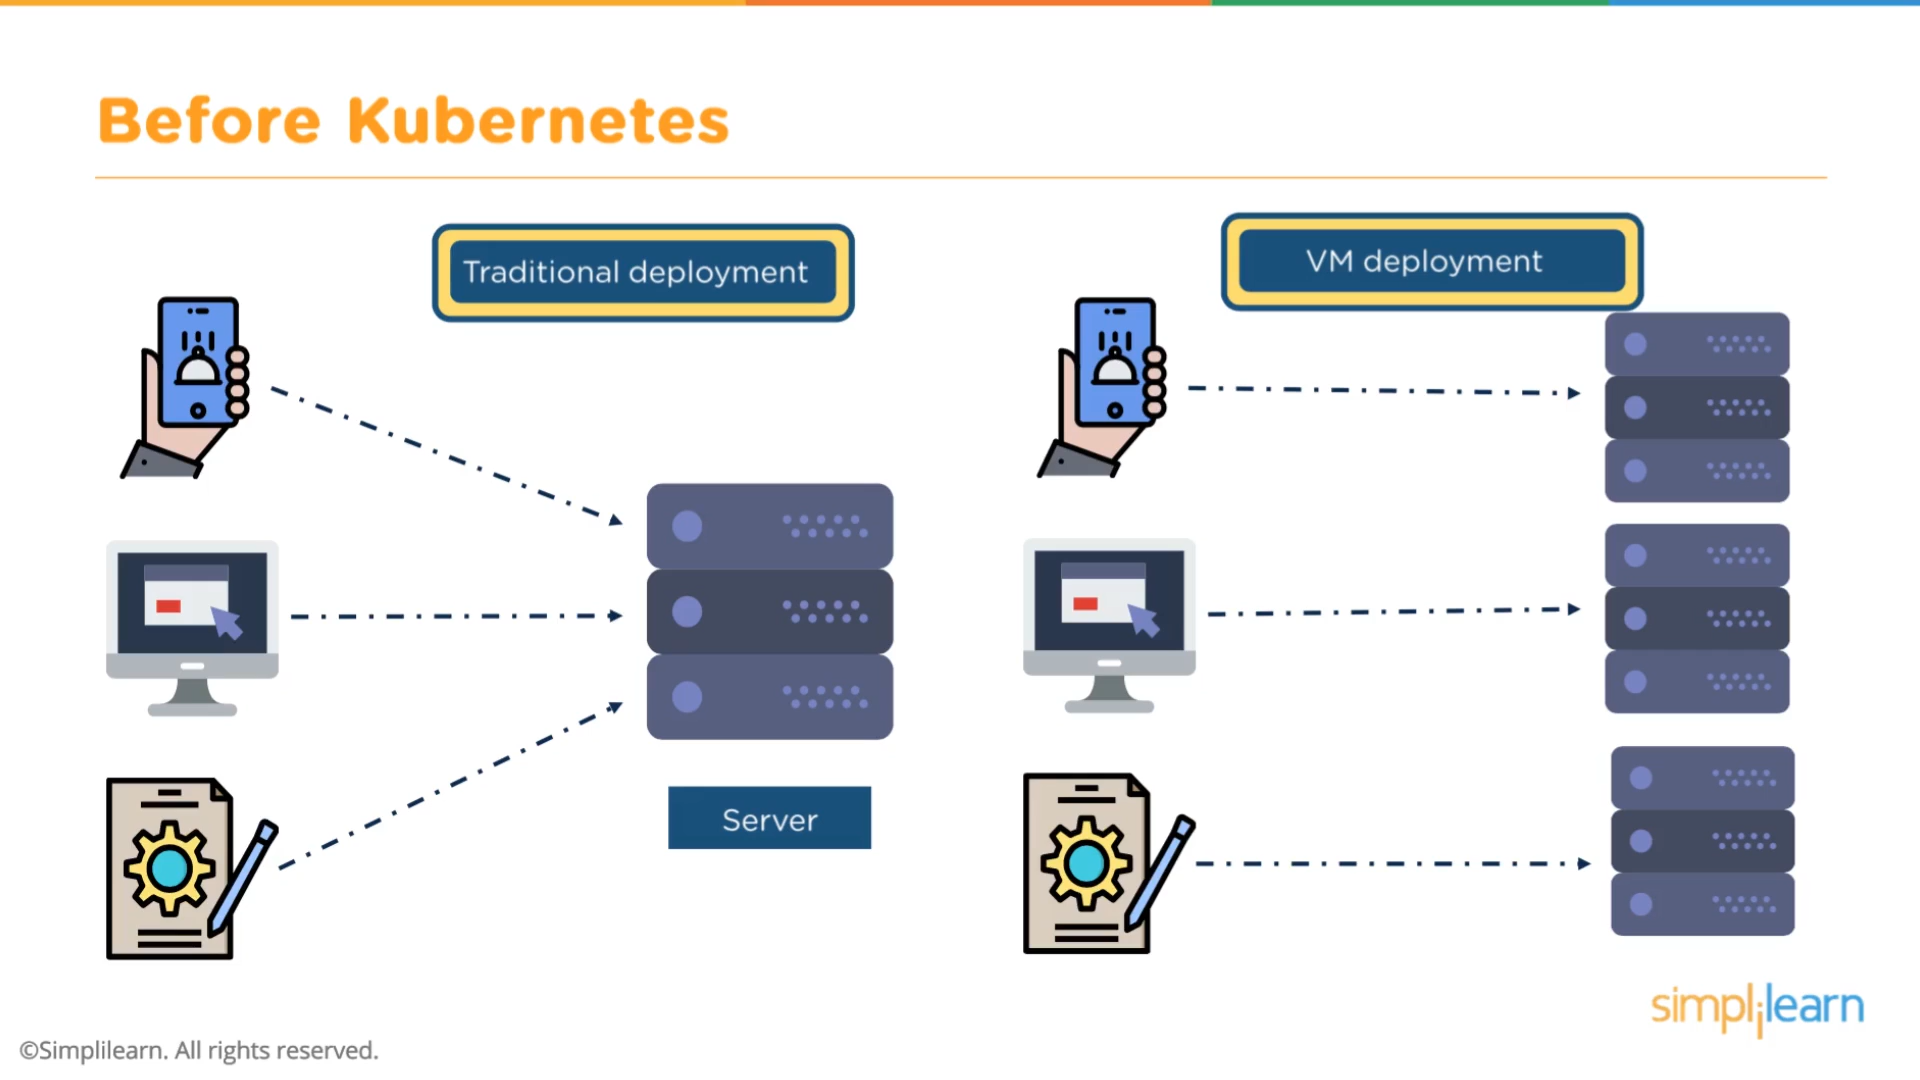 Before Kubernetes
Traditional deployment
VM deployment
Server
simplilearn
©Simplilearn. All rights reserved.